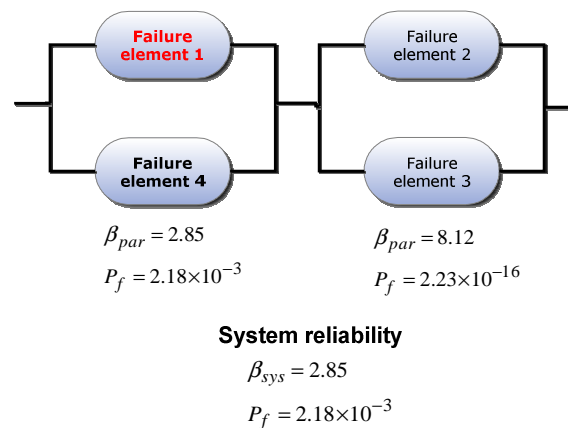 Failure
element 1
Failure
element 2
Failure
element 4
Failure
element 3
β_par = 2.85
P_f = 2.18×10⁻³
β_par = 8.12
P_f = 2.23×10⁻¹⁶
System reliability
β_sys = 2.85
P_f = 2.18×10⁻³